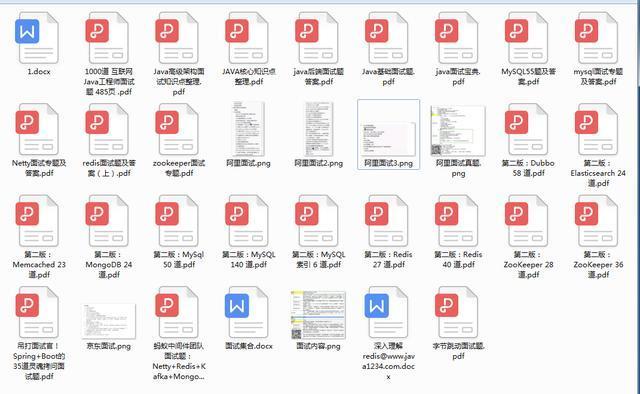 1.docx
1000道 互联网
Java工程师面试
题 485页 .pdf
Java高级架构面
试知识点整理.
pdf
JAVA核心知识点
整理.pdf
java后端面试题
答案.pdf
Java基础面试题.
pdf
java面试宝典.
pdf
MySQL55题及答
案.pdf
mysql面试专题
及答案.pdf
Netty面试专题及
答案.pdf
redis面试题及答
案（上）.pdf
zookeeper面试
专题.pdf
阿里面试.png
阿里面试2.png
阿里面试3.png
阿里面试真题.
png
第二版：Dubbo
58 道.pdf
第二版：
Elasticsearch 24
道.pdf
第二版：
Memcached 23
道.pdf
第二版：
MongoDB 24
道.pdf
第二版：MySql
50 道.pdf
第二版：MySQL
140 道.pdf
第二版：MySQL
索引 6 道.pdf
第二版：Redis
27 道.pdf
第二版：Redis
40 道.pdf
第二版：
ZooKeeper 28
道.pdf
第二版：
ZooKeeper 36
道.pdf
吊打面试官！
Spring+Boot的
35道灵魂拷问面
试题.pdf
京东面试.png
蚂蚁中间件团队
面试题：
Netty+Redis+K
afka+Mongo...
面试集合.docx
面试内容.png
深入理解
redis@www.jav
a1234.com.doc
x
字节跳动面试题.
pdf